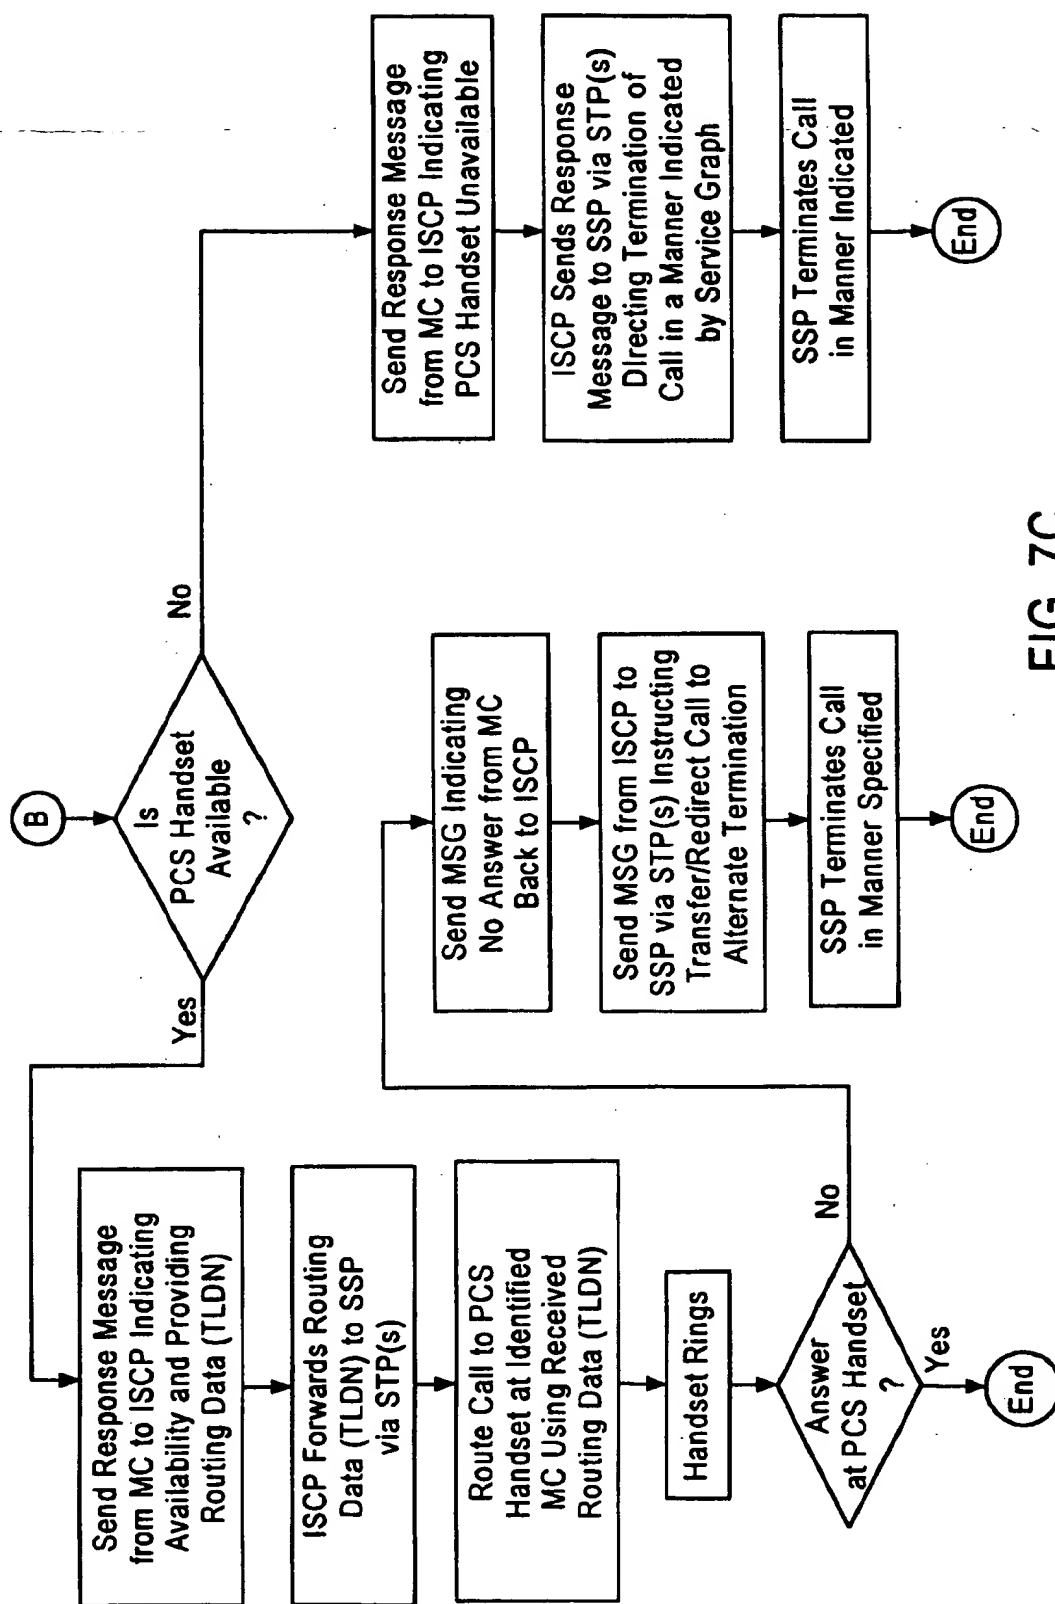 B
Is
PCS Handset
Available
?
Yes
No
Send Response Message
from MC to ISCP Indicating
Availability and Providing
Routing Data (TLDN)
ISCP Forwards Routing
Data (TLDN) to SSP
via STP(s)
Route Call to PCS
Handset at Identified
MC Using Received
Routing Data (TLDN)
Handset Rings
Answer
at PCS Handset
?
Yes
End
No
Send MSG Indicating
No Answer from MC
Back to ISCP
Send MSG from ISCP to
SSP via STP(s) Instructing
Transfer/Redirect Call to
Alternate Termination
SSP Terminates Call
in Manner Specified
End
Send Response Message
from MC to ISCP Indicating
PCS Handset Unavailable
ISCP Sends Response
Message to SSP via STP(s)
DIrecting Termination of
Call in a Manner Indicated
by Service Graph
SSP Terminates Call
in Manner Indicated
End
FIG. 7C